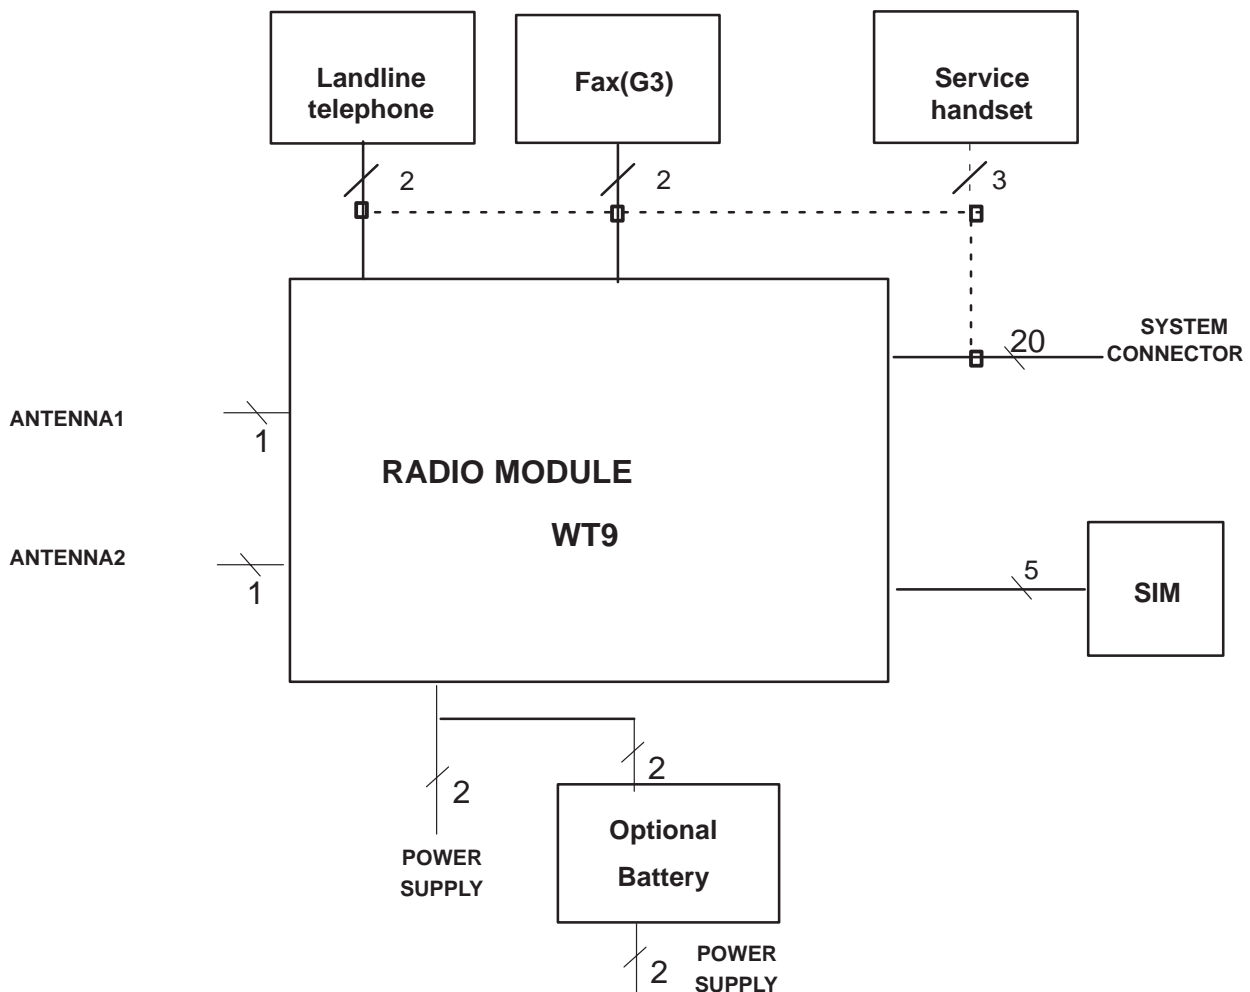 Landline
telephone
Fax(G3)
Service
handset
2
2
3
SYSTEM
CONNECTOR
20
ANTENNA1
1
RADIO MODULE
WT9
ANTENNA2
1
5
SIM
2
2
Optional
Battery
POWER
SUPPLY
2
POWER
SUPPLY